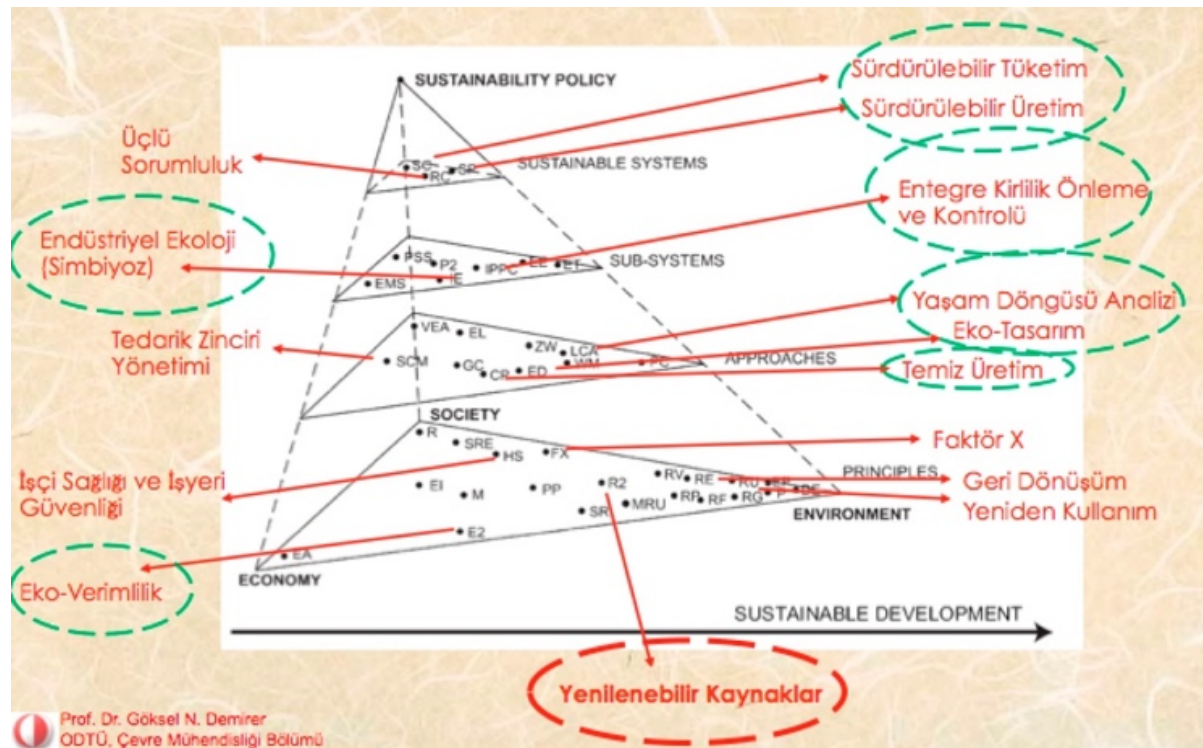 SUSTAINABILITY POLICY
Sürdürülebilir Tüketim
Sürdürülebilir Üretim
Üçlü
Sorumluluk
SC
RC
SP
SUSTAINABLE SYSTEMS
Entegre Kirlilik Önleme
ve Kontrolü
Endüstriyel Ekoloji
(Simbiyoz)
PSS
P2
IPPC
EE
ET
EMS
IE
SUB-SYSTEMS
Yaşam Döngüsü Analizi
Eko-Tasarım
Temiz Üretim
Tedarik Zinciri
Yönetimi
VEA
EL
ZW
LCA
SCM
GC
CR
ED
WM
PC
APPROACHES
SOCIETY
R
SRE
HS
FX
Faktör X
PRINCIPLES
Geri Dönüşüm
Yeniden Kullanım
İşçi Sağlığı ve İşyeri
Güvenliği
EI
M
PP
R2
RV
RE
RU
RP
RF
RG
P
SR
MRU
E2
EA
ENVIRONMENT
ECONOMY
Eko-Verimlilik
SUSTAINABLE DEVELOPMENT
Yenilenebilir Kaynaklar
Prof. Dr. Göksel N. Demirer
ODTÜ, Çevre Mühendisliği Bölümü